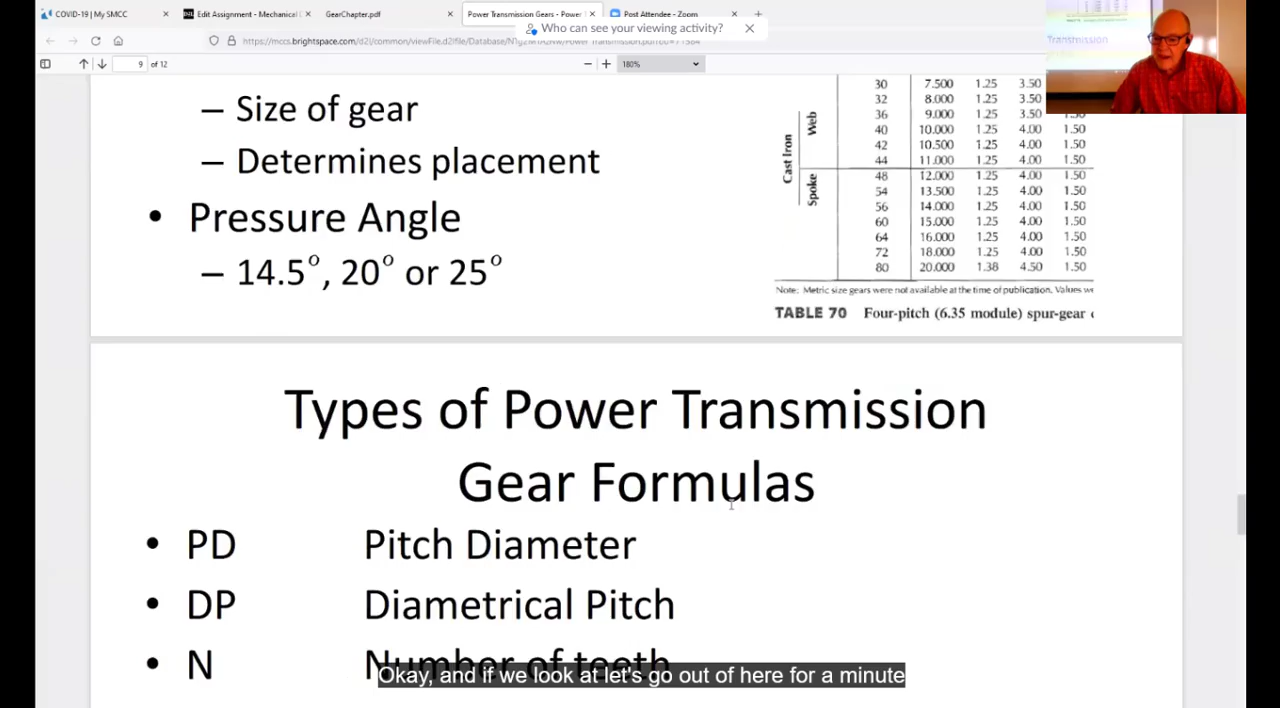 COVID-19 | My SMCC
Edit Assignment - Mechanical
GearChapter.pdf
Power Transmission Gears - Power
Post Attendee - Zoom
Who can see your viewing activity?
9 of 12
180%
Transmission
– Size of gear
– Determines placement
• Pressure Angle
– 14.5°, 20° or 25°
Cast Iron
Web
Spoke
30 7.500 1.25 3.50
32 8.000 1.25 3.50
36 9.000 1.25 3.50 1.50
40 10.000 1.25 4.00 1.50
42 10.500 1.25 4.00 1.50
44 11.000 1.25 4.00 1.50
48 12.000 1.25 4.00 1.50
54 13.500 1.25 4.00 1.50
56 14.000 1.25 4.00 1.50
60 15.000 1.25 4.00 1.50
64 16.000 1.25 4.00 1.50
72 18.000 1.25 4.00 1.50
80 20.000 1.38 4.50 1.50
Note: Metric size gears were not available at the time of publication. Values we
TABLE 70 Four-pitch (6.35 module) spur-gear
Types of Power Transmission
Gear Formulas
• PD Pitch Diameter
• DP Diametrical Pitch
• N Number of teeth
Okay, and if we look at let's go out of here for a minute